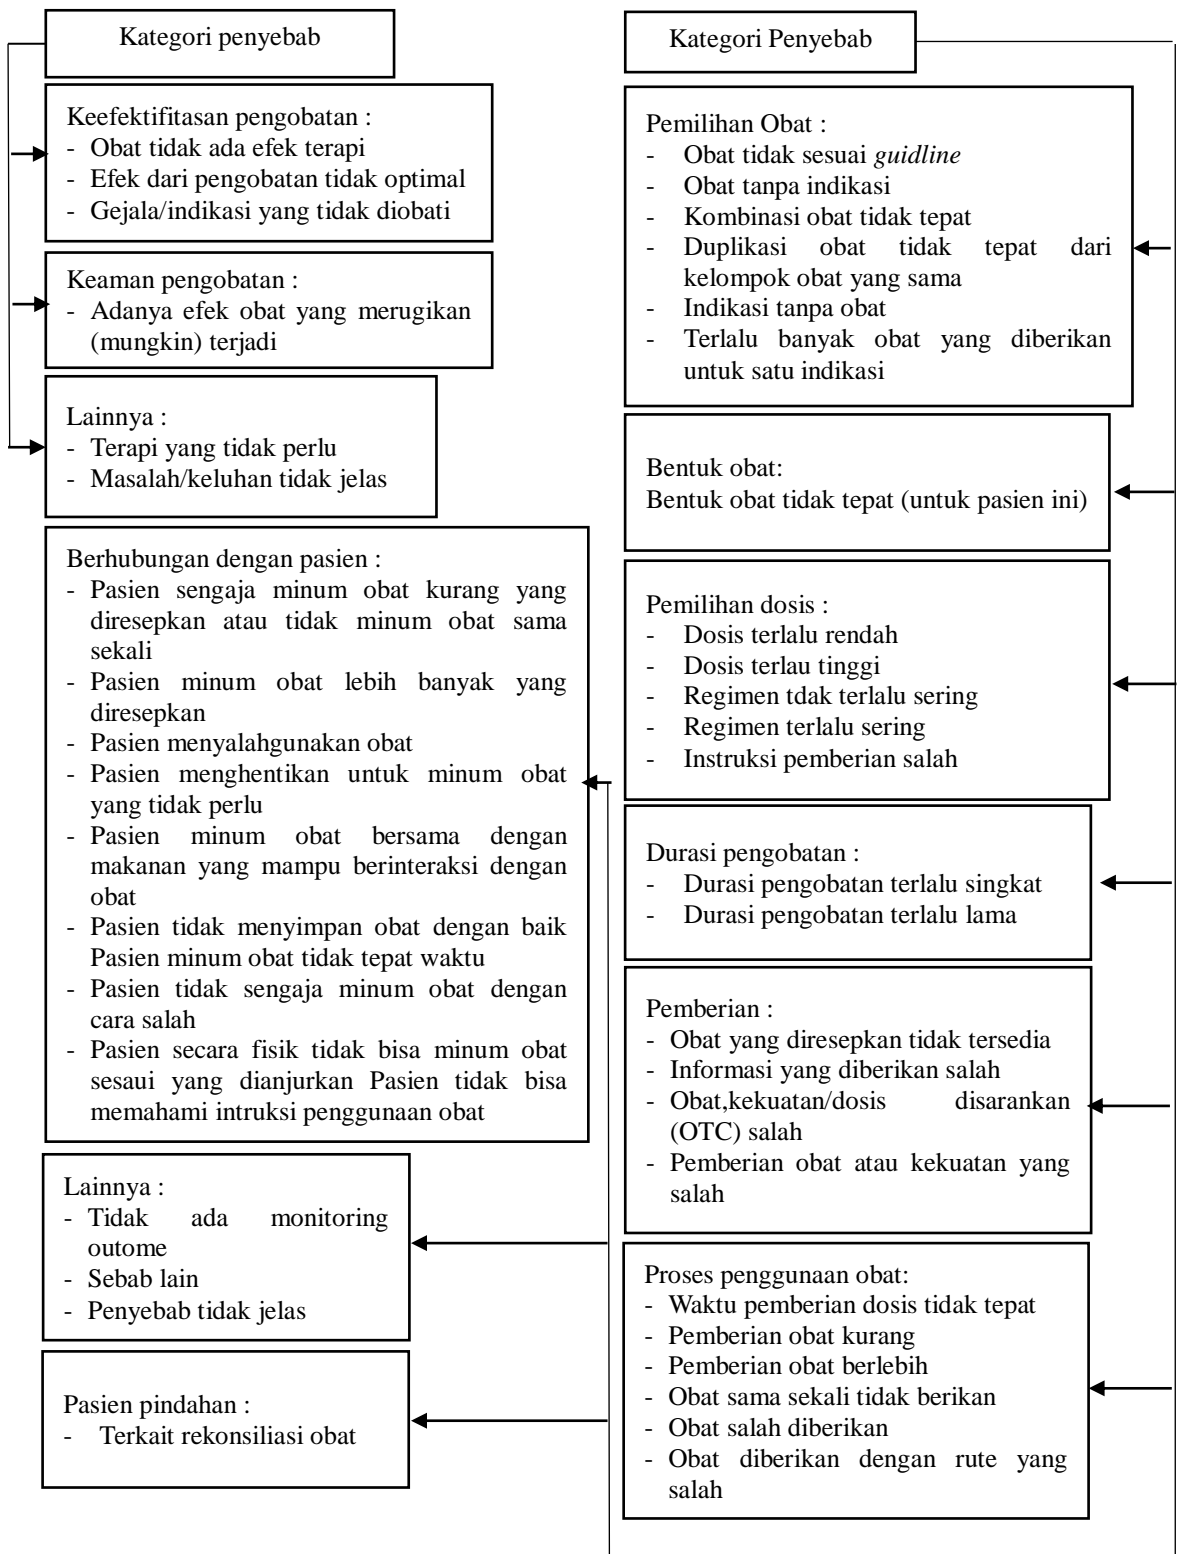 Kategori penyebab
Keefektifitasan pengobatan :
- Obat tidak ada efek terapi
- Efek dari pengobatan tidak optimal
- Gejala/indikasi yang tidak diobati
Keaman pengobatan :
- Adanya efek obat yang merugikan
(mungkin) terjadi
Lainnya :
- Terapi yang tidak perlu
- Masalah/keluhan tidak jelas
Berhubungan dengan pasien :
- Pasien sengaja minum obat kurang yang
diresepkan atau tidak minum obat sama
sekali
- Pasien minum obat lebih banyak yang
diresepkan
- Pasien menyalahgunakan obat
- Pasien menghentikan untuk minum obat
yang tidak perlu
- Pasien minum obat bersama dengan
makanan yang mampu berinteraksi dengan
obat
- Pasien tidak menyimpan obat dengan baik
Pasien minum obat tidak tepat waktu
- Pasien tidak sengaja minum obat dengan
cara salah
- Pasien secara fisik tidak bisa minum obat
sesaui yang dianjurkan Pasien tidak bisa
memahami intruksi penggunaan obat
Lainnya :
- Tidak ada monitoring
outome
- Sebab lain
- Penyebab tidak jelas
Pasien pindahan :
- Terkait rekonsiliasi obat
Kategori Penyebab
Pemilihan Obat :
- Obat tidak sesuai guidline
- Obat tanpa indikasi
- Kombinasi obat tidak tepat
- Duplikasi obat tidak tepat dari
kelompok obat yang sama
- Indikasi tanpa obat
- Terlalu banyak obat yang diberikan
untuk satu indikasi
Bentuk obat:
Bentuk obat tidak tepat (untuk pasien ini)
Pemilihan dosis :
- Dosis terlalu rendah
- Dosis terlau tinggi
- Regimen tdak terlalu sering
- Regimen terlalu sering
- Instruksi pemberian salah
Durasi pengobatan :
- Durasi pengobatan terlalu singkat
- Durasi pengobatan terlalu lama
Pemberian :
- Obat yang diresepkan tidak tersedia
- Informasi yang diberikan salah
- Obat,kekuatan/dosis disarankan
(OTC) salah
- Pemberian obat atau kekuatan yang
salah
Proses penggunaan obat:
- Waktu pemberian dosis tidak tepat
- Pemberian obat kurang
- Pemberian obat berlebih
- Obat sama sekali tidak berikan
- Obat salah diberikan
- Obat diberikan dengan rute yang
salah